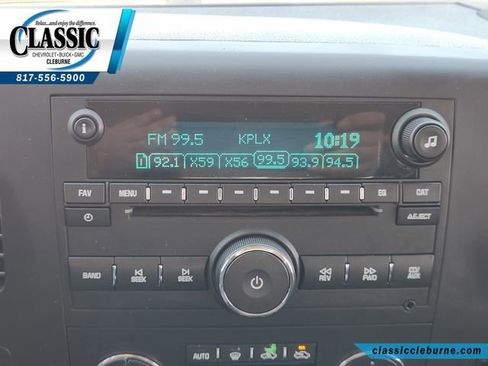 Relax...and enjoy the difference.
CLASSIC
CHEVROLET • BUICK • GMC
CLEBURNE
817-556-5900
FM 99.5 KPLX 10:19
1 92.1 X59 X56 99.5 93.9 94.5
FAV MENU EQ CAT
EJECT
BAND SEEK SEEK REV FWD CD/AUX
AUTO
classiccleburne.com